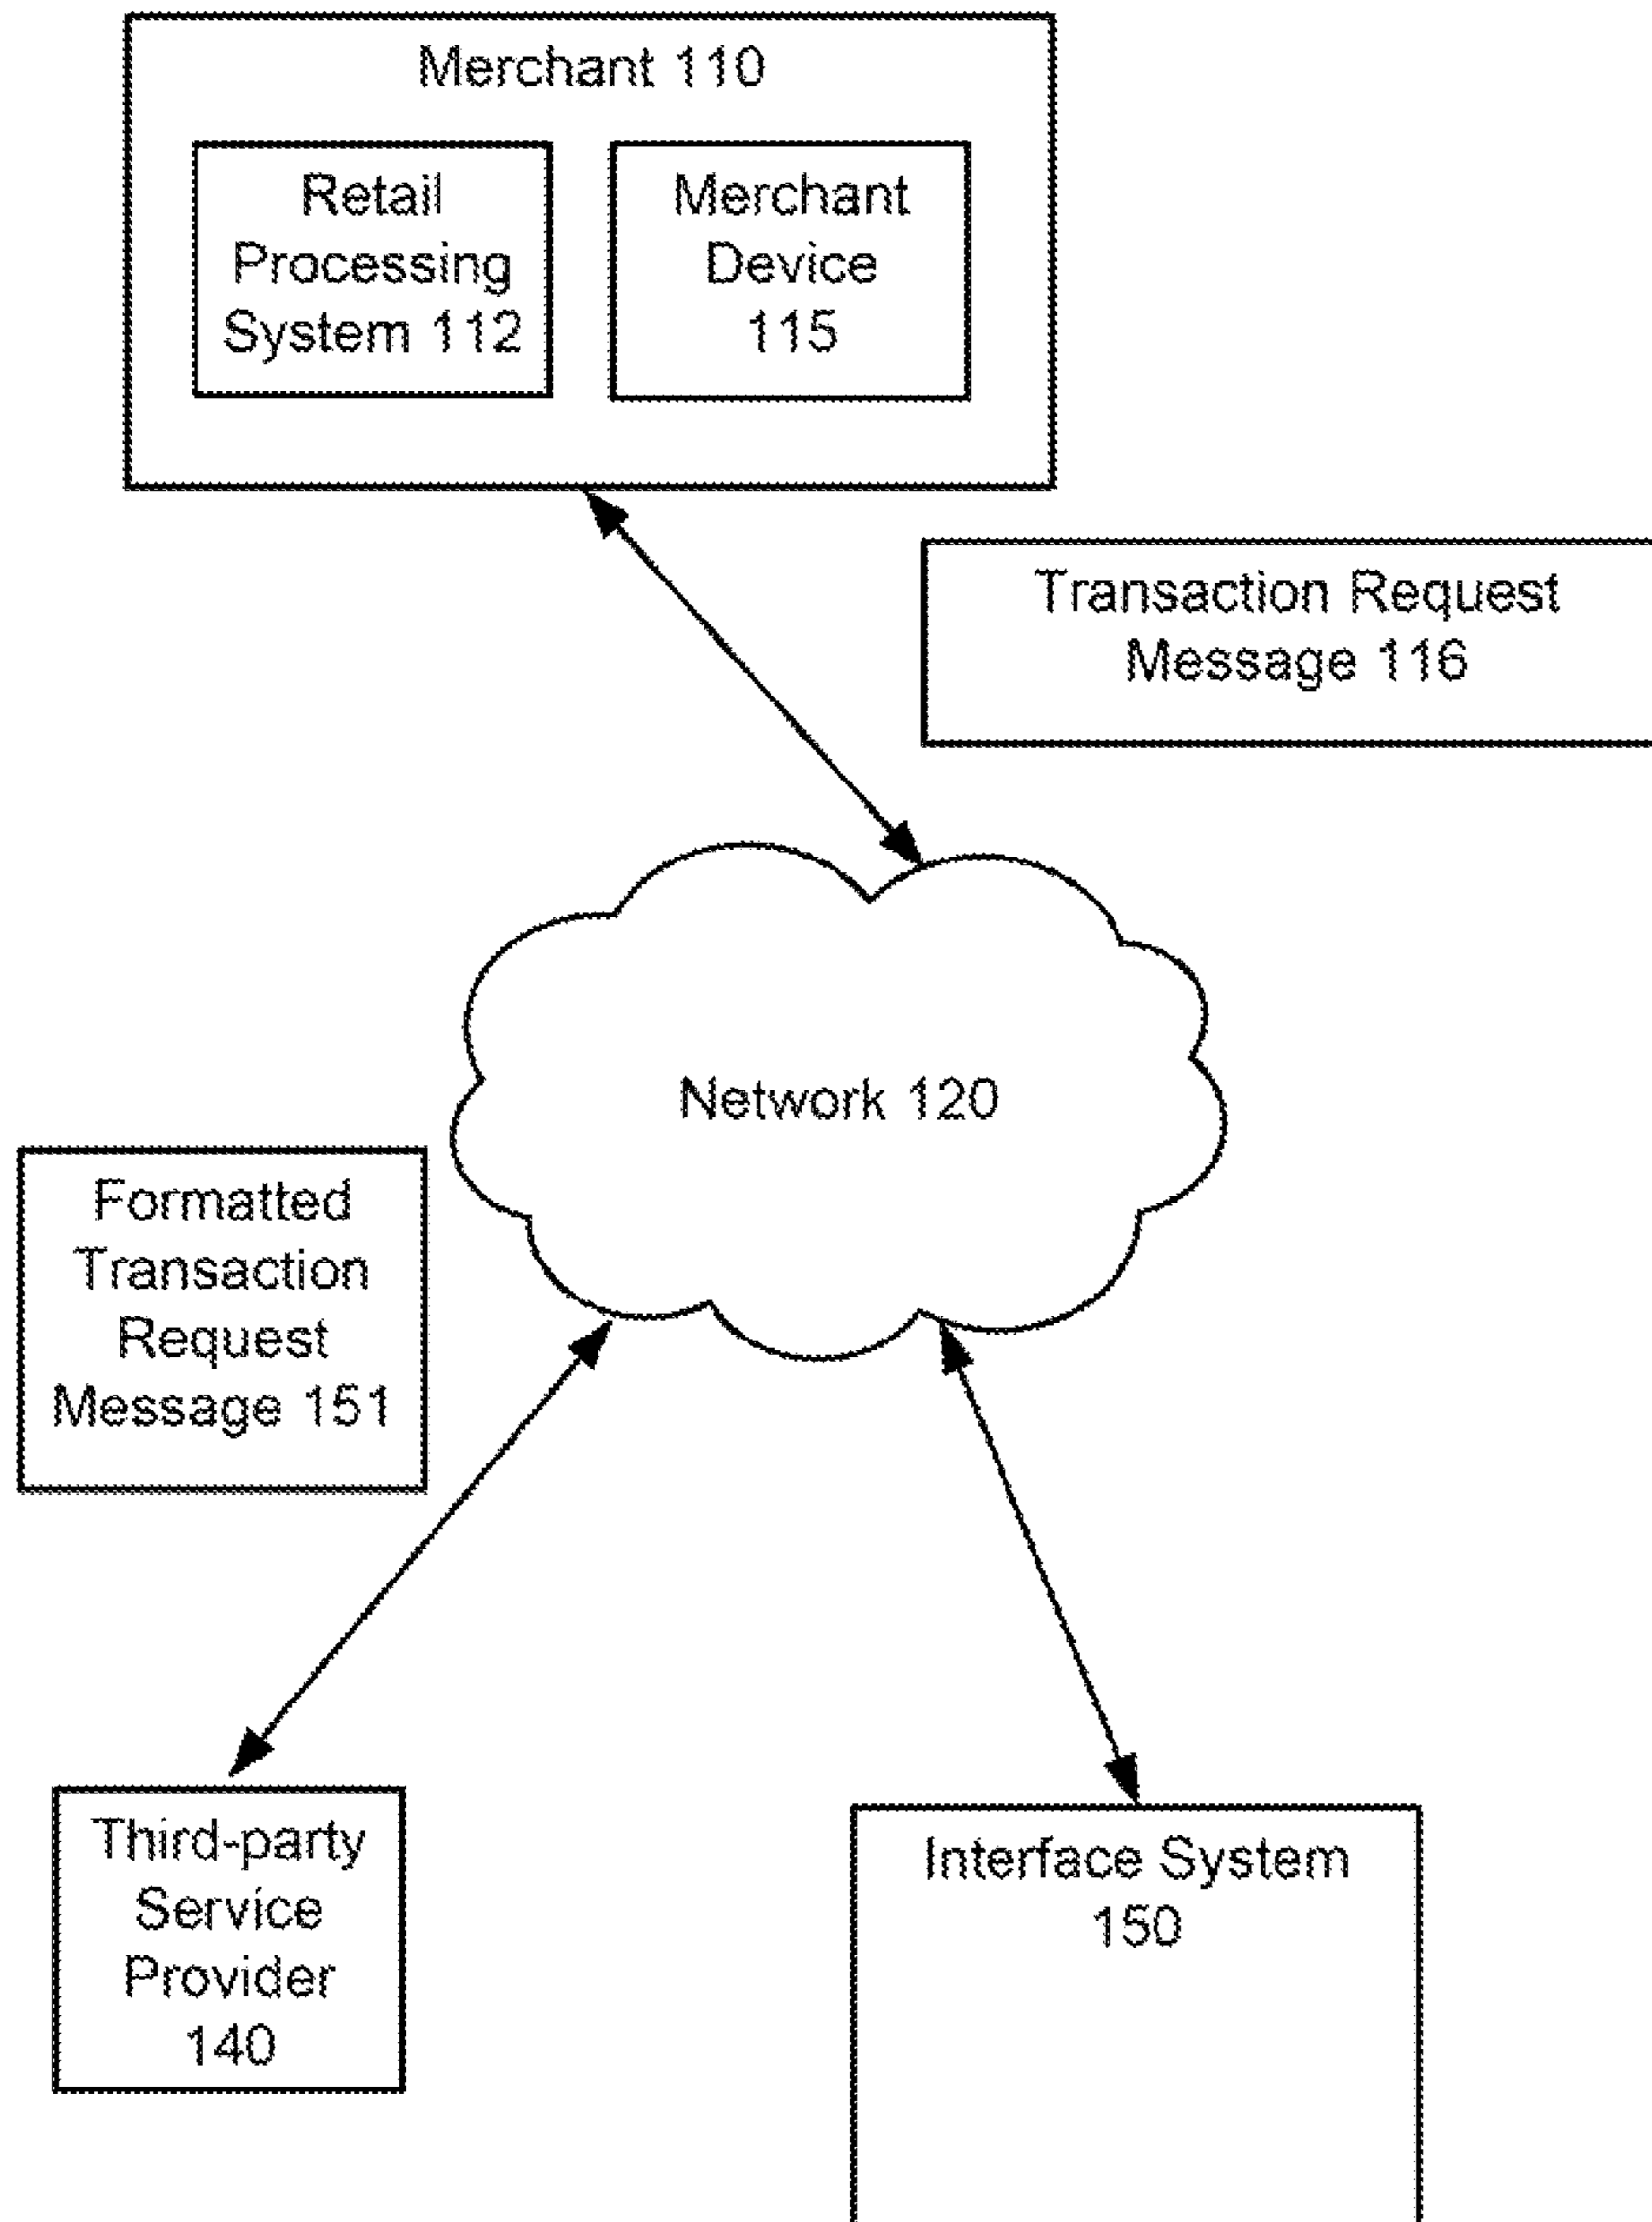 Merchant 110
Retail
Processing
System 112
Merchant
Device
115
Transaction Request
Message 116
Network 120
Formatted
Transaction
Request
Message 151
Third-party
Service
Provider
140
Interface System
150